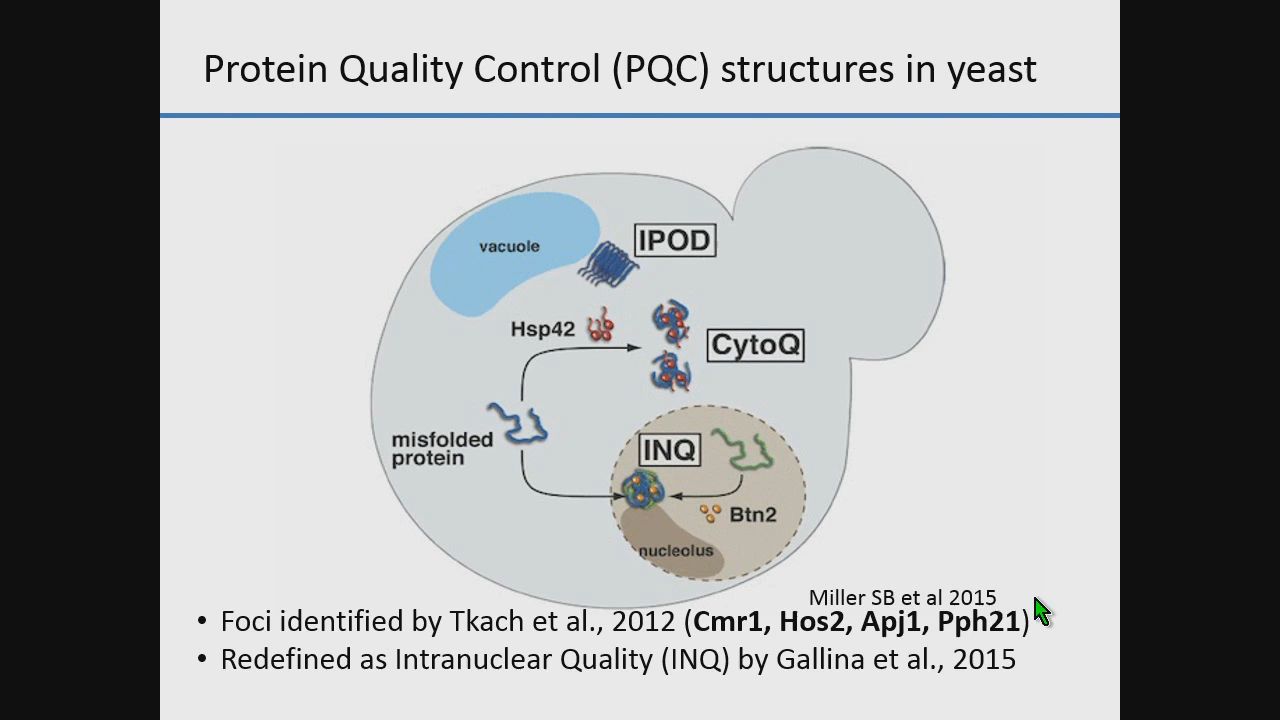 Protein Quality Control (PQC) structures in yeast
vacuole
IPOD
Hsp42
CytoQ
misfolded
protein
INQ
Btn2
nucleolus
Miller SB et al 2015
• Foci identified by Tkach et al., 2012 (Cmr1, Hos2, Apj1, Pph21)
• Redefined as Intranuclear Quality (INQ) by Gallina et al., 2015